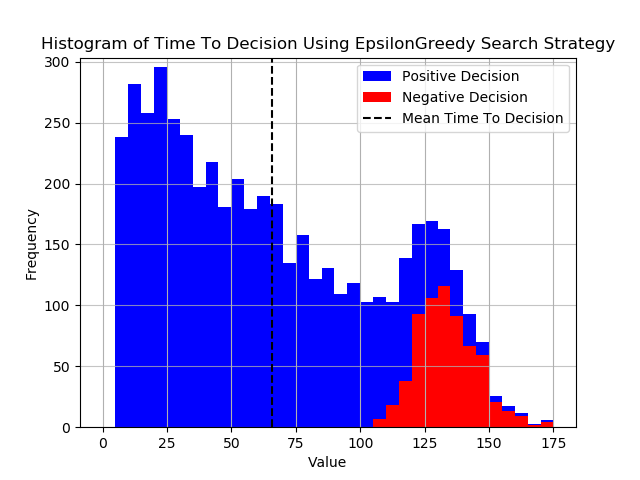 Histogram of Time To Decision Using EpsilonGreedy Search Strategy
Positive Decision
Negative Decision
Mean Time To Decision
Frequency
300
250
200
150
100
50
0
0 25 50 75 100 125 150 175
Value